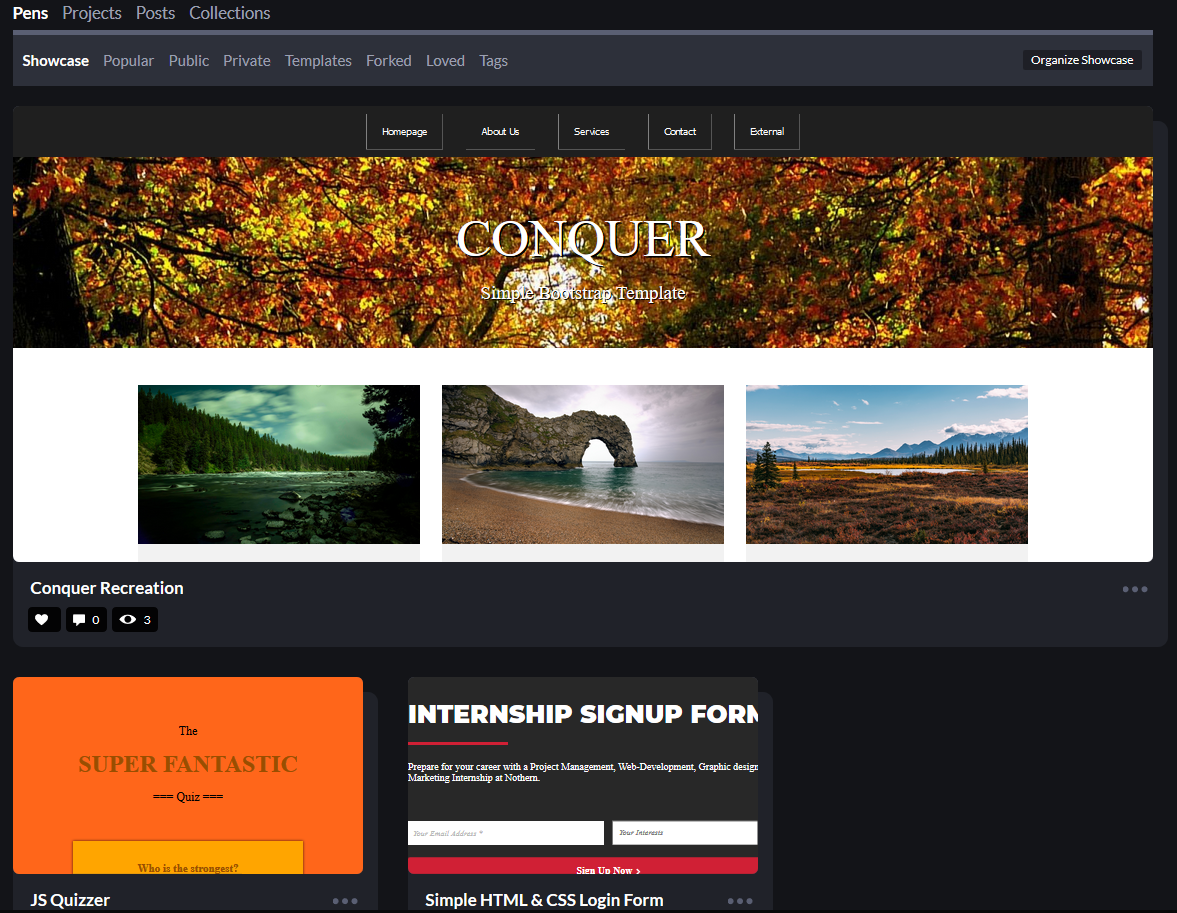 Pens Projects Posts Collections
Showcase Popular Public Private Templates Forked Loved Tags Organize Showcase
Homepage About Us Services Contact External
CONQUER
Simple Bootstrap Template
Conquer Recreation
0 3
The
SUPER FANTASTIC
=== Quiz ===
Who is the strongest?
JS Quizzer
INTERNSHIP SIGNUP FORM
Prepare for your career with a Project Management, Web-Development, Graphic design
Marketing Internship at Nothern.
Your Email Address * Your Interests
Sign Up Now ›
Simple HTML & CSS Login Form